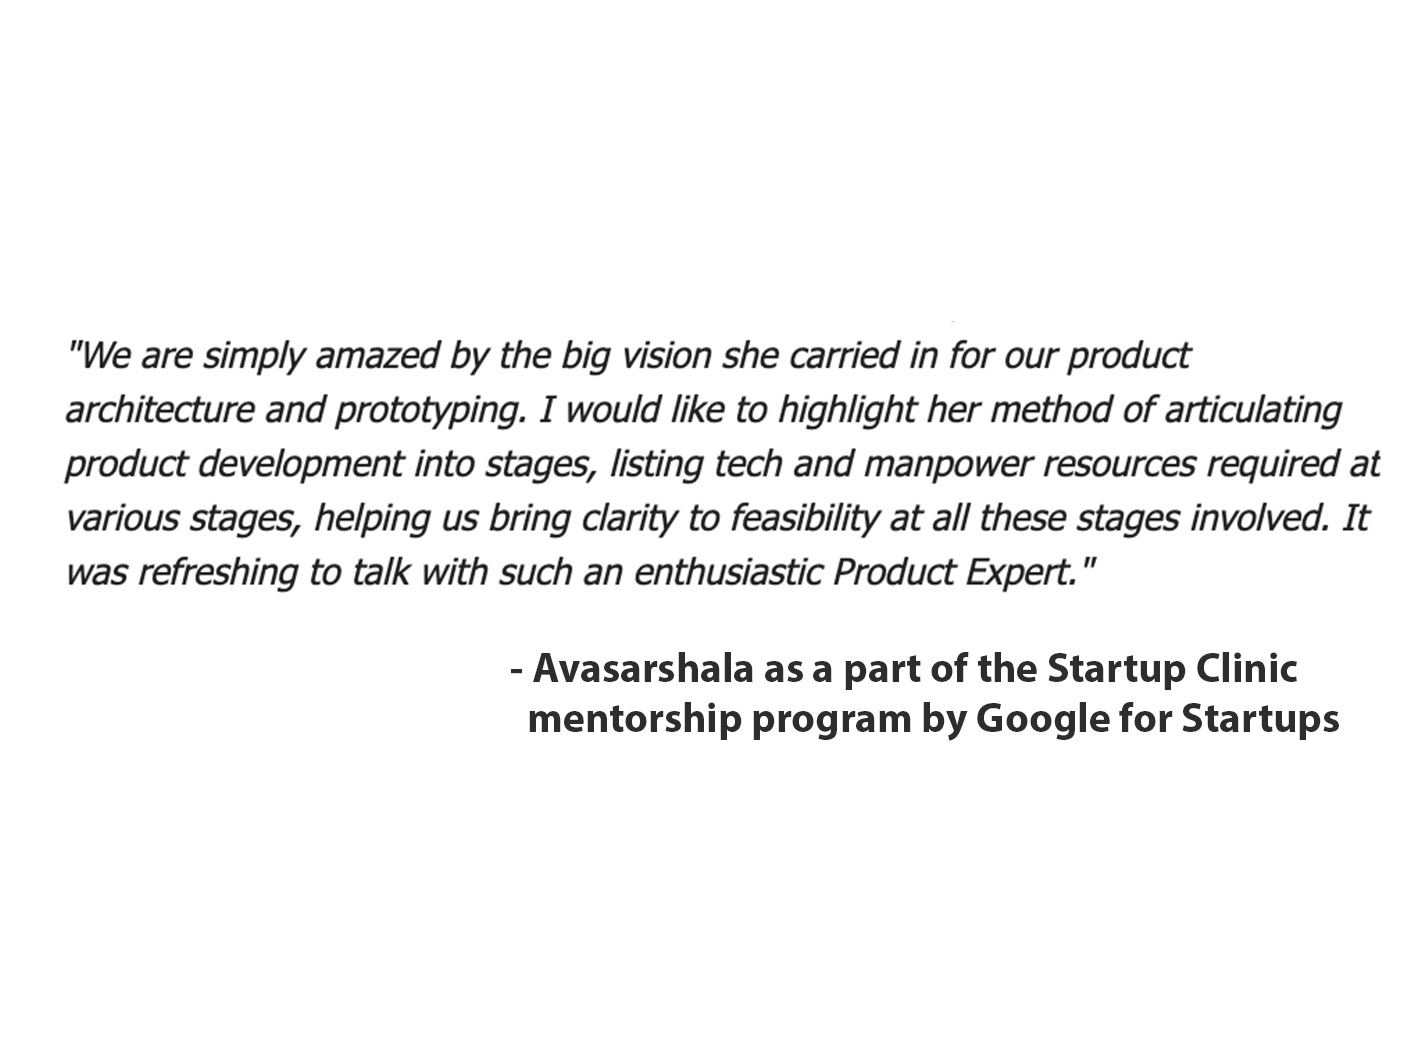 "We are simply amazed by the big vision she carried in for our product
architecture and prototyping. I would like to highlight her method of articulating
product development into stages, listing tech and manpower resources required at
various stages, helping us bring clarity to feasibility at all these stages involved. It
was refreshing to talk with such an enthusiastic Product Expert."
- Avasarshala as a part of the Startup Clinic
mentorship program by Google for Startups